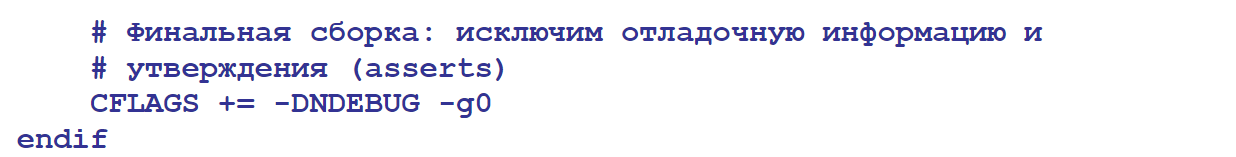 # Финальная сборка: исключим отладочную информацию и
# утверждения (asserts)
CFLAGS += -DNDEBUG -g0
endif